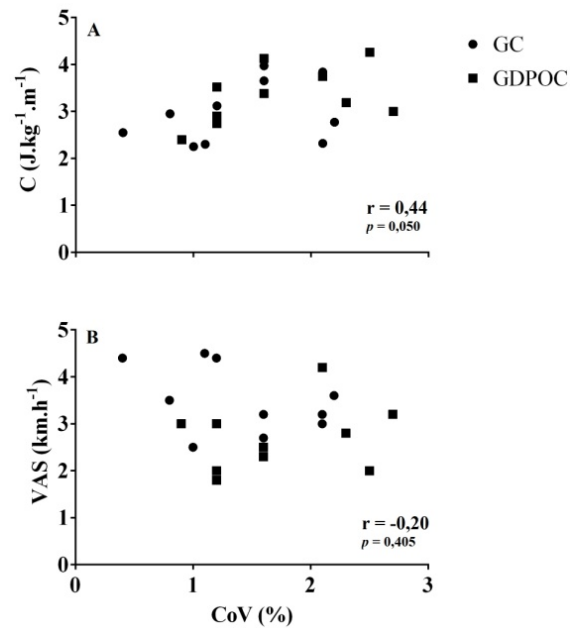 A
GC
GDPOC
C (J.kg⁻¹.m⁻¹)
5
4
3
2
1
0
r = 0,44
p = 0,050
B
VAS (km.h⁻¹)
5
4
3
2
1
0
r = -0,20
p = 0,405
0 1 2 3
CoV (%)